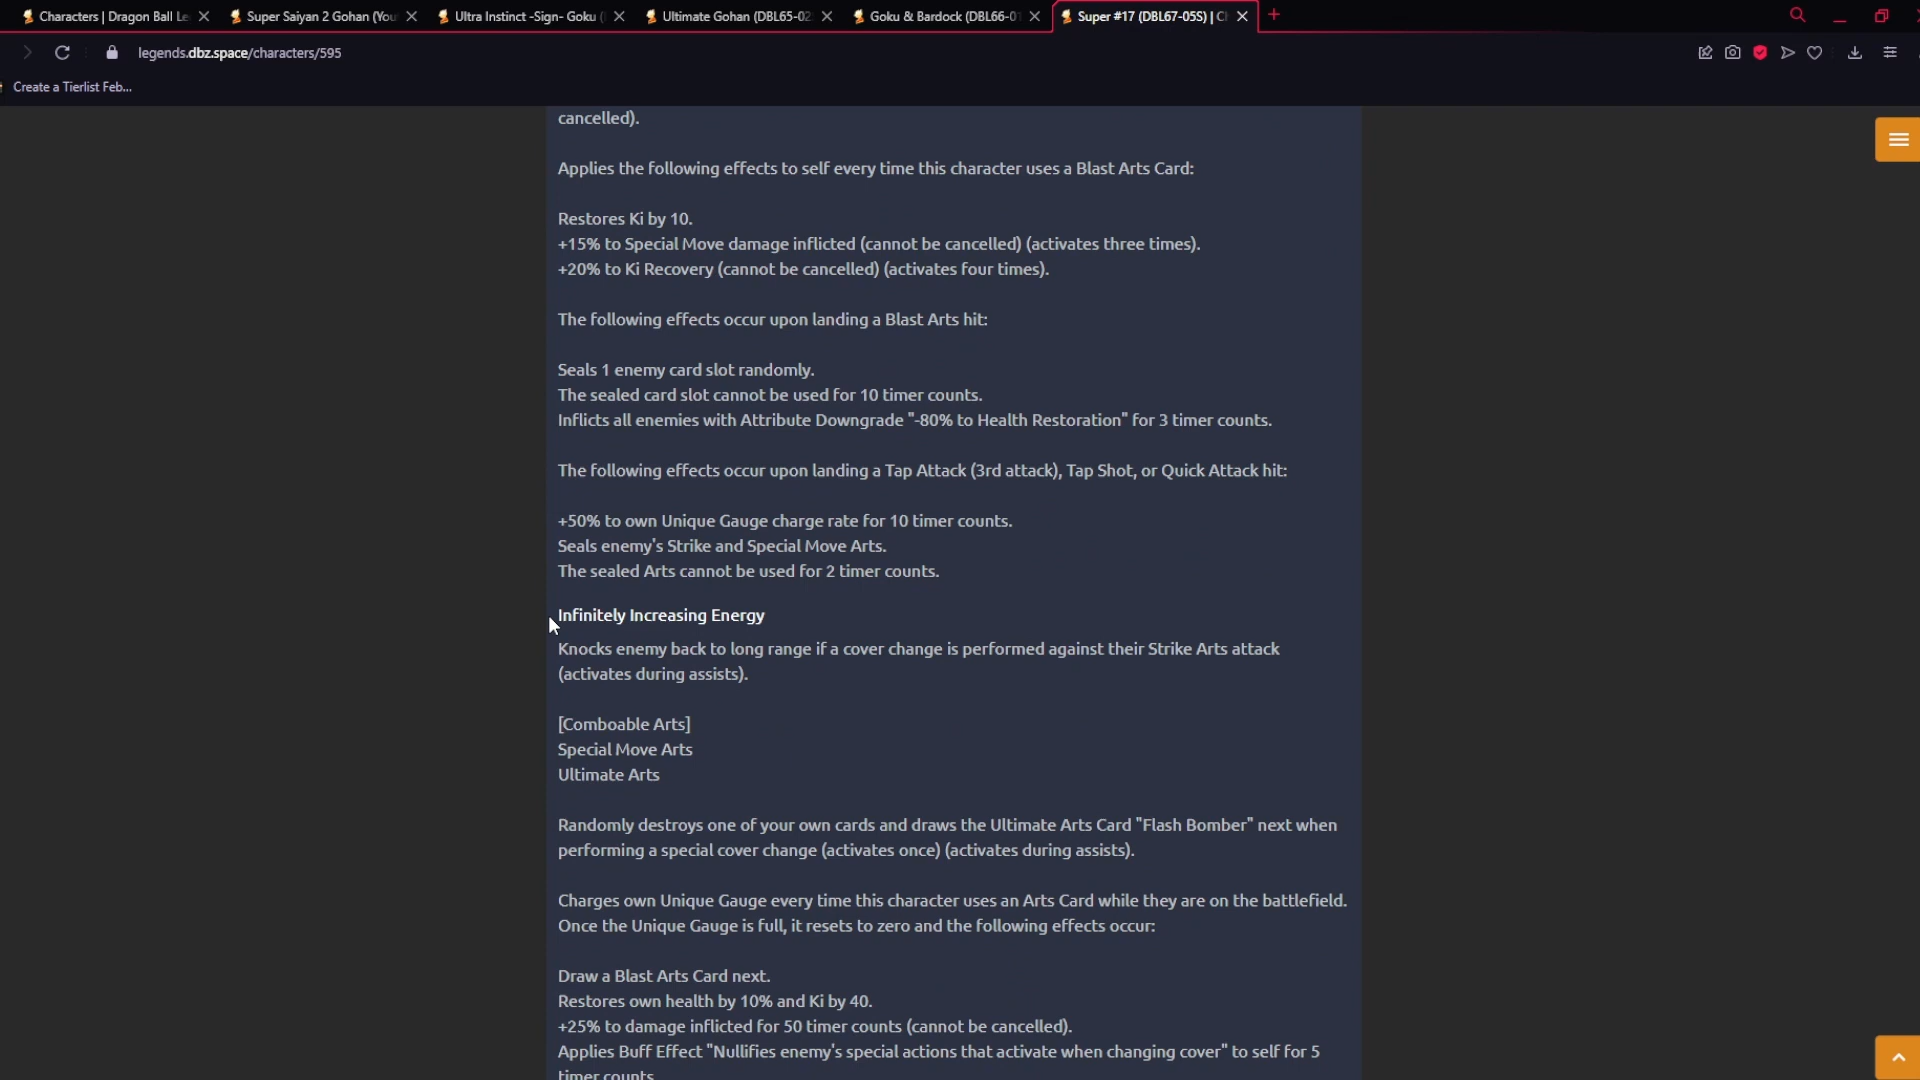 Characters | Dragon Ball Le
Super Saiyan 2 Gohan (You
Ultra Instinct -Sign- Goku (
Ultimate Gohan (DBL65-02
Goku & Bardock (DBL66-01
Super #17 (DBL67-05S) | C
legends.dbz.space/characters/595
Create a Tierlist Feb...
cancelled).
Applies the following effects to self every time this character uses a Blast Arts Card:
Restores Ki by 10.
+15% to Special Move damage inflicted (cannot be cancelled) (activates three times).
+20% to Ki Recovery (cannot be cancelled) (activates four times).
The following effects occur upon landing a Blast Arts hit:
Seals 1 enemy card slot randomly.
The sealed card slot cannot be used for 10 timer counts.
Inflicts all enemies with Attribute Downgrade "-80% to Health Restoration" for 3 timer counts.
The following effects occur upon landing a Tap Attack (3rd attack), Tap Shot, or Quick Attack hit:
+50% to own Unique Gauge charge rate for 10 timer counts.
Seals enemy's Strike and Special Move Arts.
The sealed Arts cannot be used for 2 timer counts.
Infinitely Increasing Energy
Knocks enemy back to long range if a cover change is performed against their Strike Arts attack
(activates during assists).
[Comboable Arts]
Special Move Arts
Ultimate Arts
Randomly destroys one of your own cards and draws the Ultimate Arts Card "Flash Bomber" next when
performing a special cover change (activates once) (activates during assists).
Charges own Unique Gauge every time this character uses an Arts Card while they are on the battlefield.
Once the Unique Gauge is full, it resets to zero and the following effects occur:
Draw a Blast Arts Card next.
Restores own health by 10% and Ki by 40.
+25% to damage inflicted for 50 timer counts (cannot be cancelled).
Applies Buff Effect "Nullifies enemy's special actions that activate when changing cover" to self for 5
timer counts